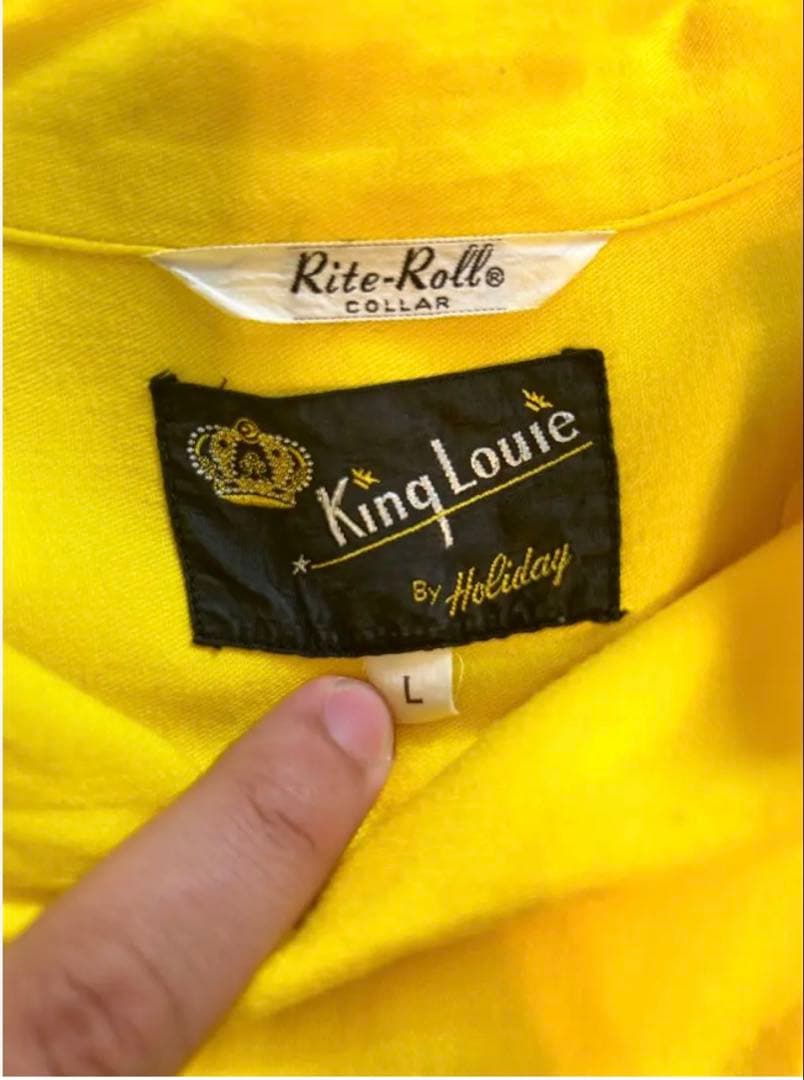 Rite-Roll®
COLLAR
King Louie
By Holiday
L